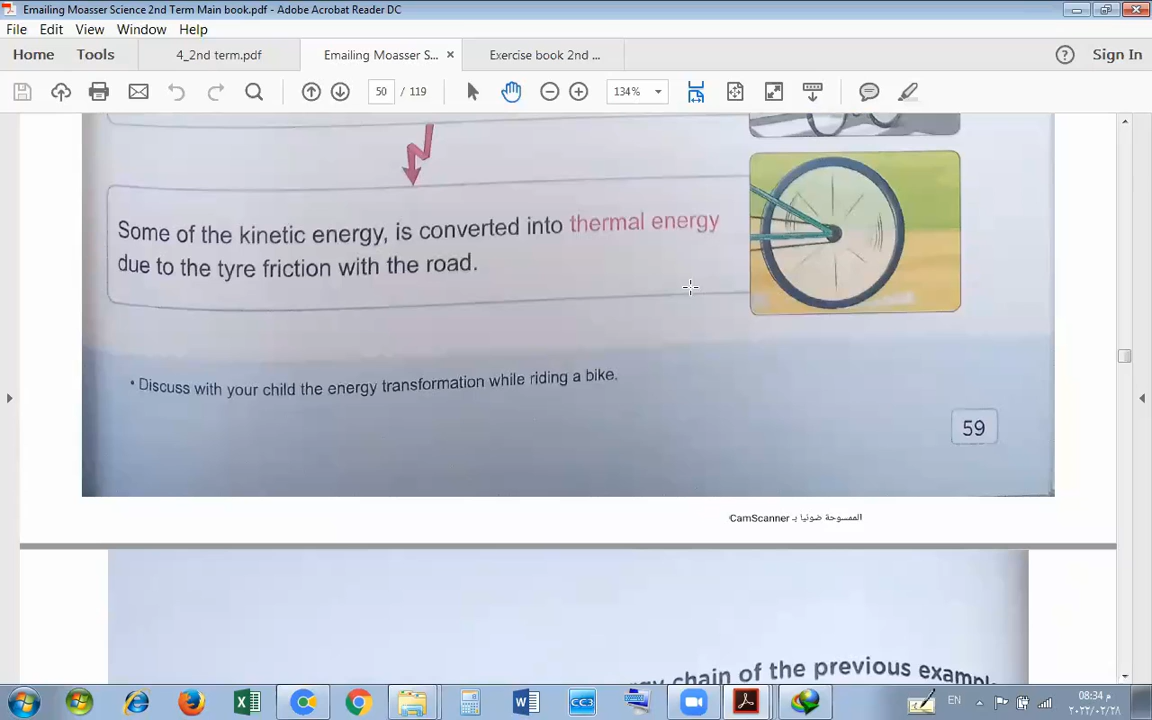 Emailing Moasser Science 2nd Term Main book.pdf - Adobe Acrobat Reader DC
File Edit View Window Help
Home Tools 4_2nd term.pdf Emailing Moasser S... × Exercise book 2nd ... Sign In
50 / 119 134%
Some of the kinetic energy, is converted into thermal energy
due to the tyre friction with the road.
• Discuss with your child the energy transformation while riding a bike.
59
الممسوحة ضوئيا بـ CamScanner
chain of the previous exampl
EN
08:34 م
٢٠٢٢/٠٢/٢٨